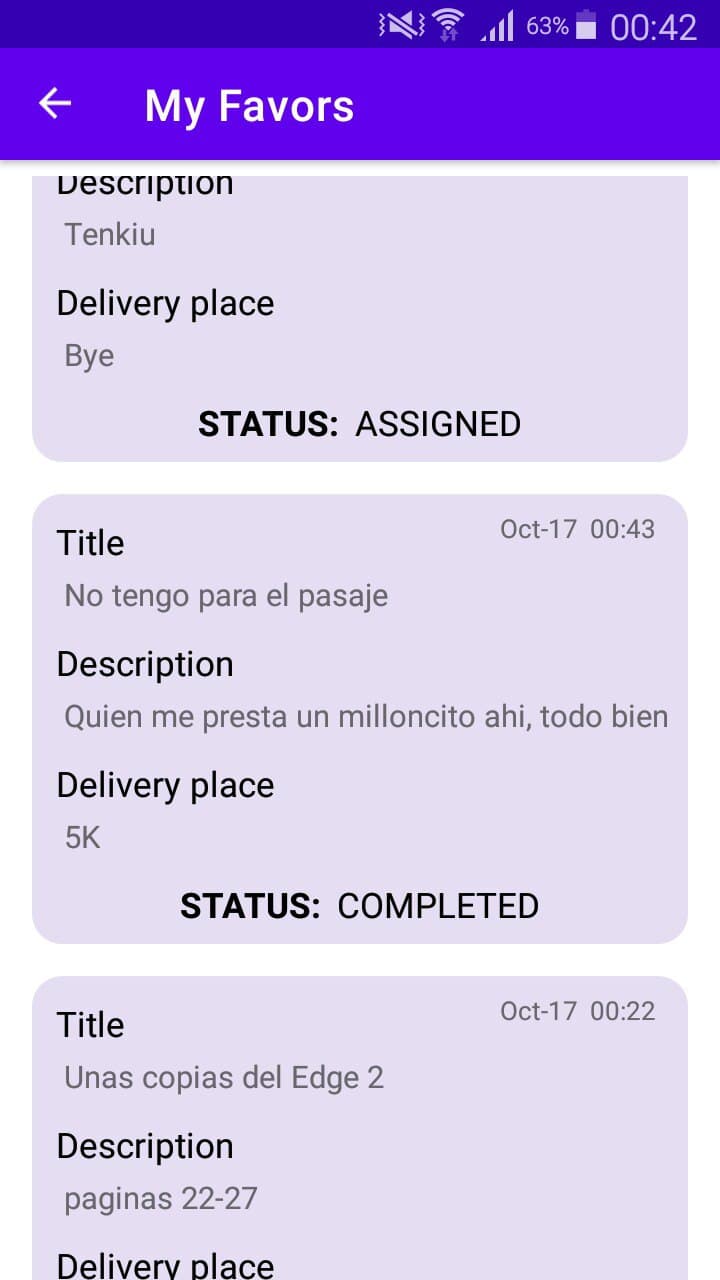 63% 00:42
My Favors
Description
Tenkiu
Delivery place
Bye
STATUS: ASSIGNED
Title Oct-17 00:43
No tengo para el pasaje
Description
Quien me presta un milloncito ahi, todo bien
Delivery place
5K
STATUS: COMPLETED
Title Oct-17 00:22
Unas copias del Edge 2
Description
paginas 22-27
Delivery place